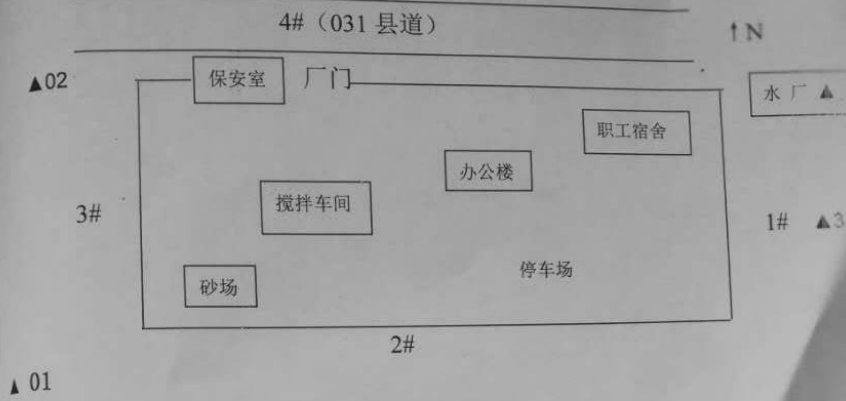 4#（031 县道）
↑N
▲02
保安室
厂门
水厂▲
职工宿舍
办公楼
搅拌车间
3#
1#
▲3
砂场
停车场
2#
▲01